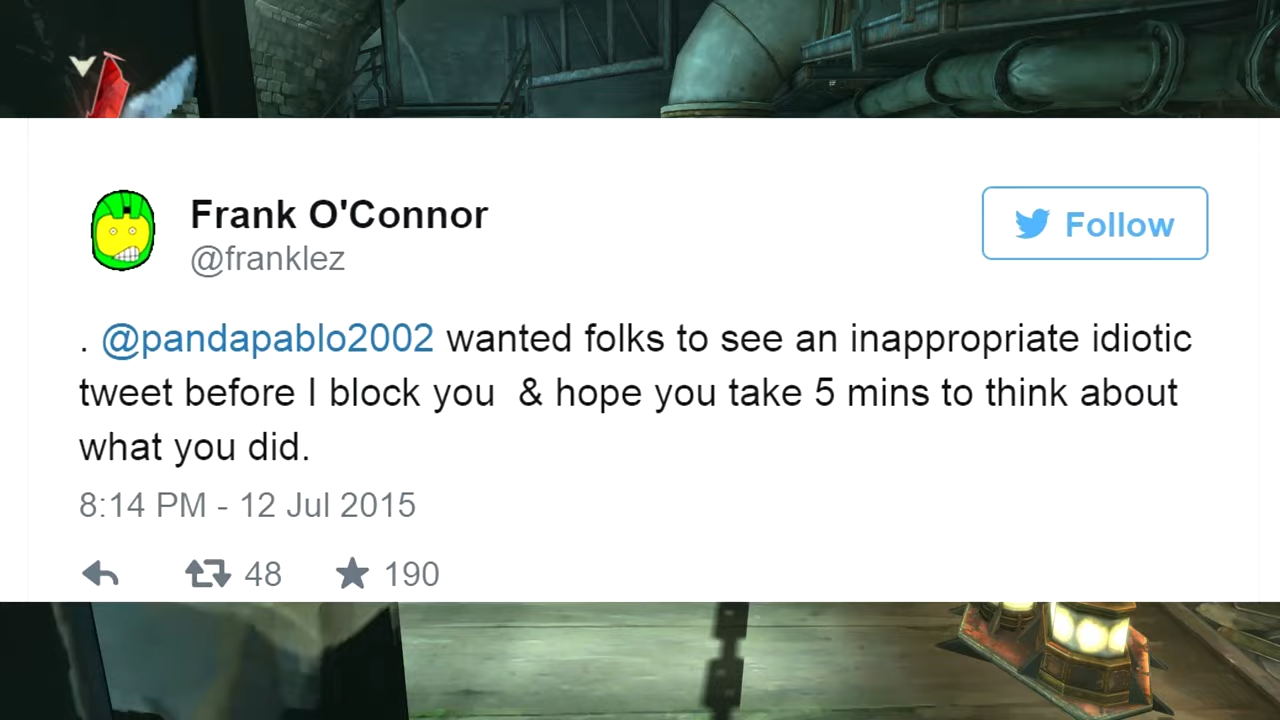 Frank O'Connor
Follow
@franklez
. @pandapablo2002 wanted folks to see an inappropriate idiotic
tweet before I block you & hope you take 5 mins to think about
what you did.
8:14 PM - 12 Jul 2015
48 190